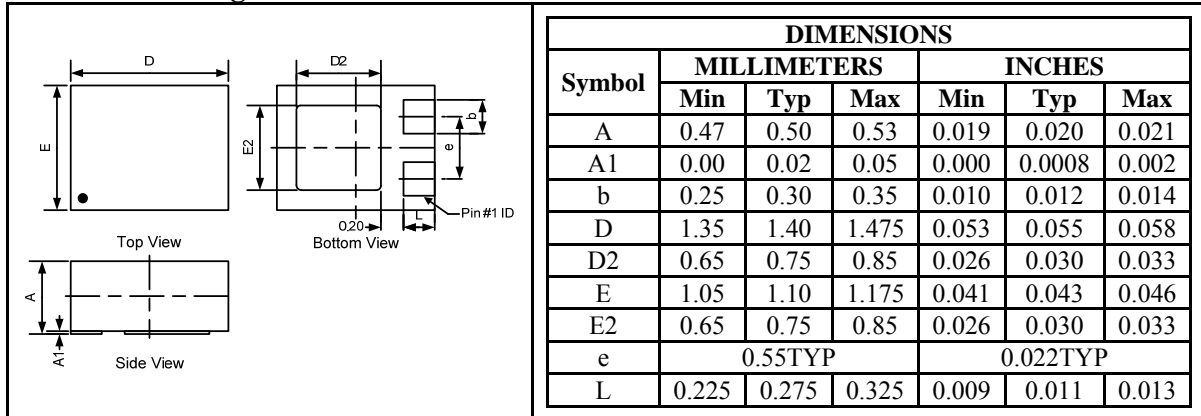 D
D2
E
E2
b
e
0.20
L
Pin#1 ID
Top View
Bottom View
A
A1
Side View
DIMENSIONS
Symbol MILLIMETERS INCHES
Min Typ Max Min Typ Max
A 0.47 0.50 0.53 0.019 0.020 0.021
A1 0.00 0.02 0.05 0.000 0.0008 0.002
b 0.25 0.30 0.35 0.010 0.012 0.014
D 1.35 1.40 1.475 0.053 0.055 0.058
D2 0.65 0.75 0.85 0.026 0.030 0.033
E 1.05 1.10 1.175 0.041 0.043 0.046
E2 0.65 0.75 0.85 0.026 0.030 0.033
e 0.55TYP 0.022TYP
L 0.225 0.275 0.325 0.009 0.011 0.013